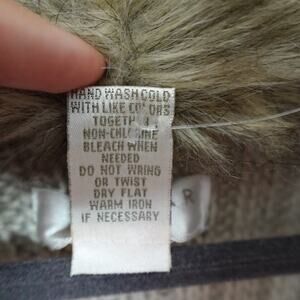 HAND WASH COLD
WITH LIKE COLORS
TOGETHER
NON-CHLORINE
BLEACH WHEN
NEEDED
DO NOT WRING
OR TWIST
DRY FLAT
WARM IRON
IF NECESSARY
R